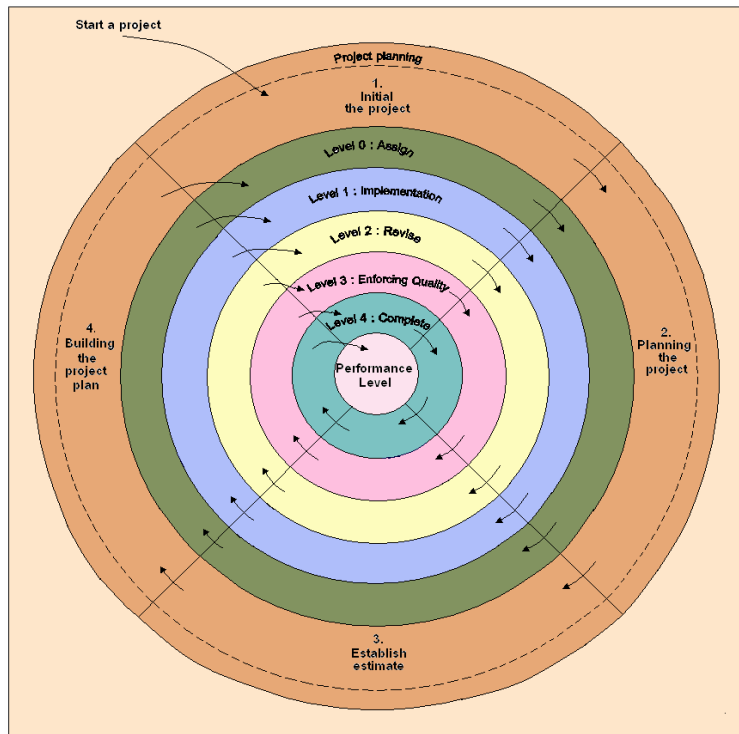 Start a project
Project planning
1.
Initial
the project
Level 0 : Assign
Level 1 : Implementation
Level 2 : Revise
Level 3 : Enforcing Quality
Level 4 : Complete
Performance
Level
2.
Planning
the
project
3.
Establish
estimate
4.
Building
the
project
plan